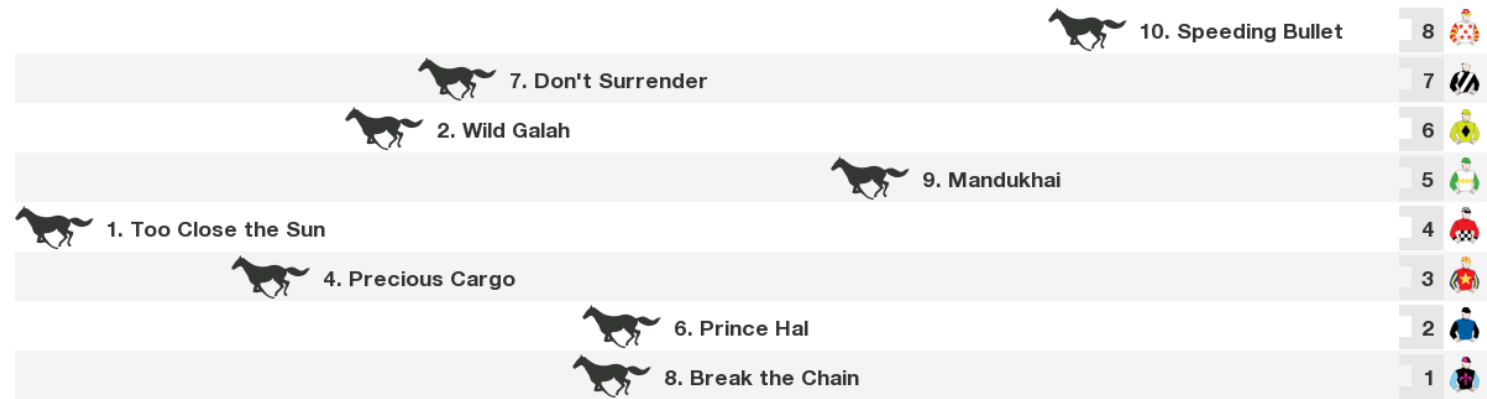 10. Speeding Bullet 8
7. Don't Surrender 7
2. Wild Galah 6
9. Mandukhai 5
1. Too Close the Sun 4
4. Precious Cargo 3
6. Prince Hal 2
8. Break the Chain 1